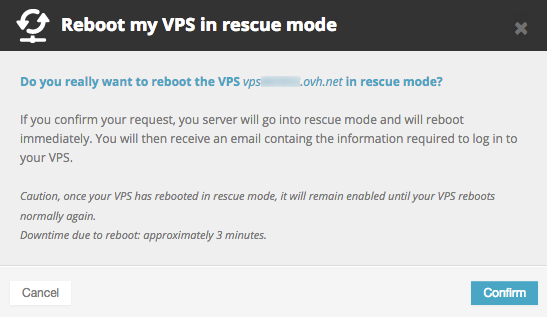 Reboot my VPS in rescue mode
Do you really want to reboot the VPS vps .ovh.net in rescue mode?
If you confirm your request, you server will go into rescue mode and will reboot
immediately. You will then receive an email containg the information required to log in to
your VPS.
Caution, once your VPS has rebooted in rescue mode, it will remain enabled until your VPS reboots
normally again.
Downtime due to reboot: approximately 3 minutes.
Cancel
Confirm